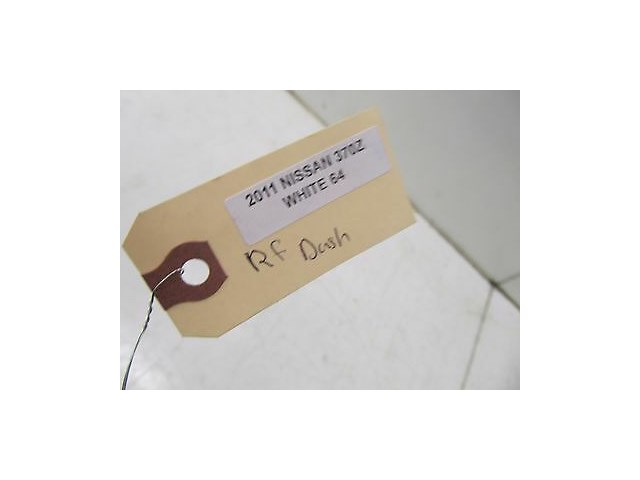 2011 NISSAN 370Z
WHITE 64
RF Dash